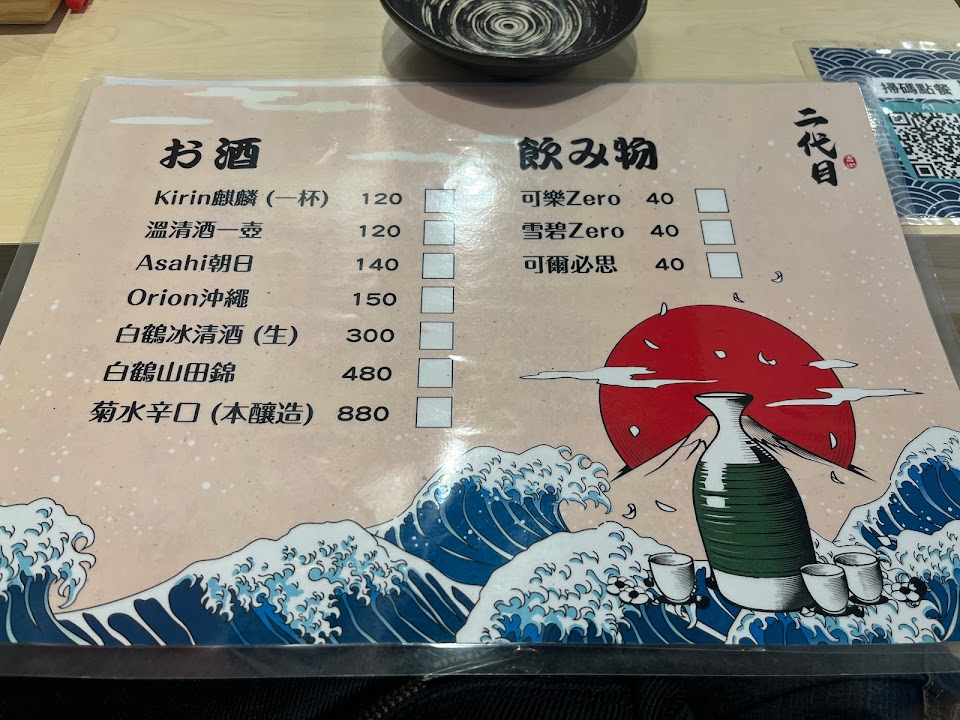 お酒
Kirin麒麟 (一杯) 120
溫清酒一壺 120
Asahi朝日 140
Orion沖繩 150
白鶴冰清酒 (生) 300
白鶴山田錦 480
菊水辛口 (本釀造) 880
飲み物
可樂Zero 40
雪碧Zero 40
可爾必思 40
二代目
掃碼點餐
A1